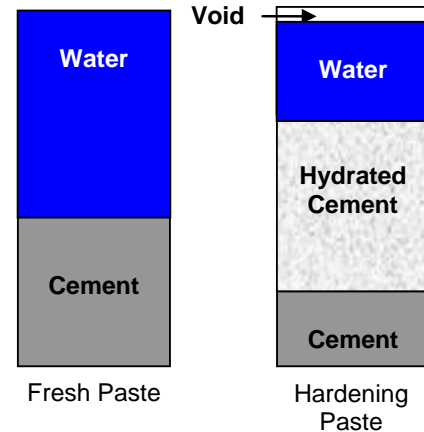 Water
Cement
Fresh Paste
Void
Water
Hydrated
Cement
Cement
Hardening
Paste